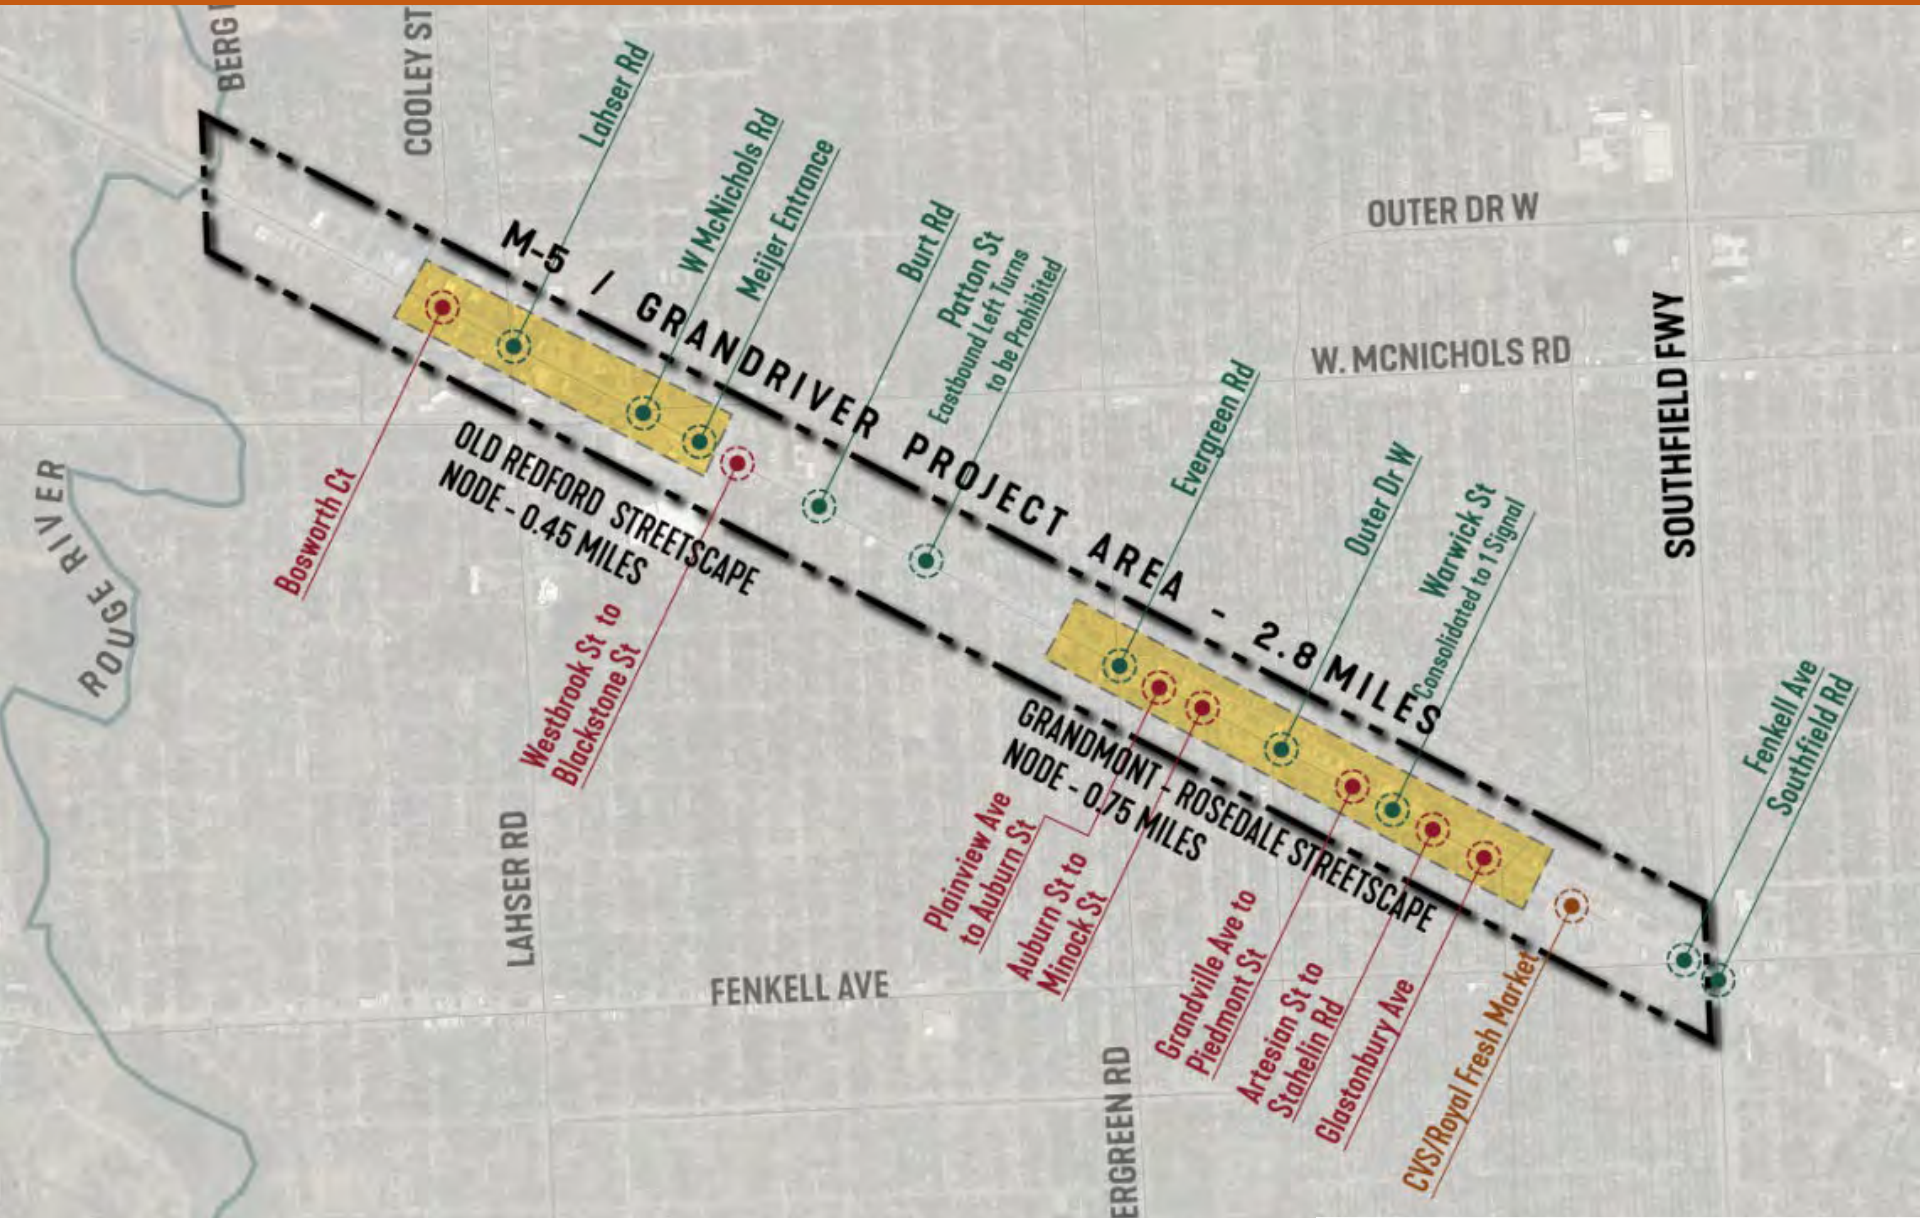 BERG
COOLEY ST
Lahser Rd
W McNichols Rd
Meijer Entrance
Burt Rd
Patton St
Eastbound Left Turns
to be Prohibited
OUTER DR W
W. MCNICHOLS RD
SOUTHFIELD FWY
M-5 / GRANDRIVER PROJECT AREA - 2.8 MILES
Evergreen Rd
Outer Dr W
Warwick St
Consolidated to 1 Signal
Fenkell Ave
Southfield Rd
ROUGE RIVER
Bosworth Ct
OLD REDFORD STREETSCAPE
NODE - 0.45 MILES
Westbrook St to
Blackstone St
GRANDMONT - ROSEDALE STREETSCAPE
NODE - 0.75 MILES
Plainview Ave
to Auburn St
Auburn St to
Minock St
Grandville Ave to
Piedmont St
Artesian St to
Stahelin Rd
Glastonbury Ave
CVS/Royal Fresh Market
LAHSER RD
FENKELL AVE
ERGREEN RD